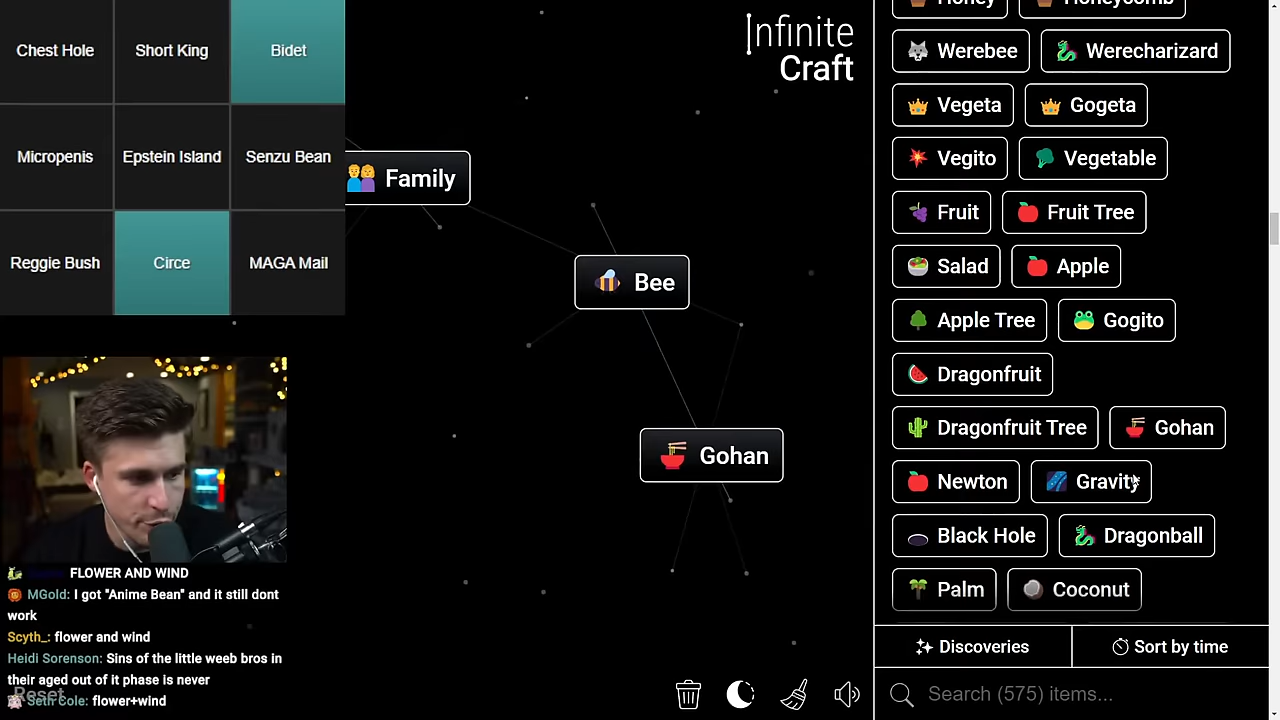 Chest Hole
Short King
Bidet
Micropenis
Epstein Island
Senzu Bean
Reggie Bush
Circe
MAGA Mail
Infinite
Craft
Family
Bee
Gohan
Honey
Honeycomb
Werebee
Werecharizard
Vegeta
Gogeta
Vegito
Vegetable
Fruit
Fruit Tree
Salad
Apple
Apple Tree
Gogito
Dragonfruit
Dragonfruit Tree
Gohan
Newton
Gravity
Black Hole
Dragonball
Palm
Coconut
Discoveries
Sort by time
Search (575) items...
FLOWER AND WIND
MGold: I got "Anime Bean" and it still dont
work
Scyth_: flower and wind
Heidi Sorenson: Sins of the little weeb bros in
their aged out of it phase is never
Reset
Seth Cole: flower+wind